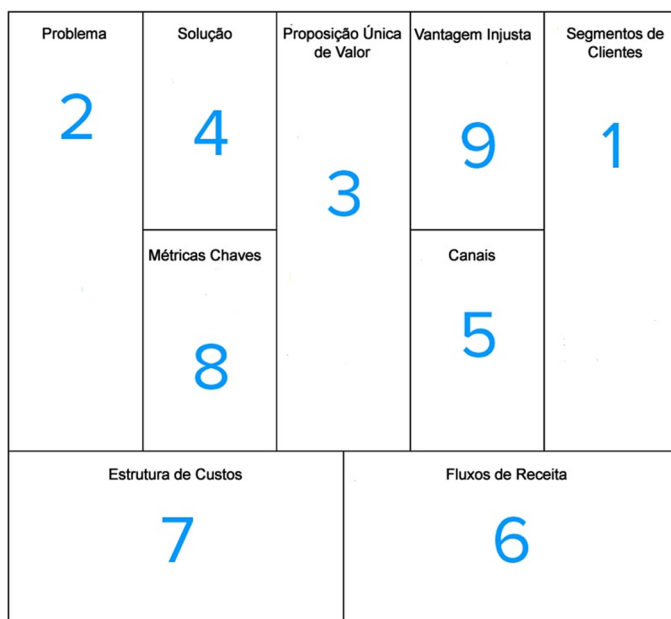 Problema
2
Solução
4
Proposição Única
de Valor
3
Vantagem Injusta
9
Segmentos de
Clientes
1
Métricas Chaves
8
Canais
5
Estrutura de Custos
7
Fluxos de Receita
6